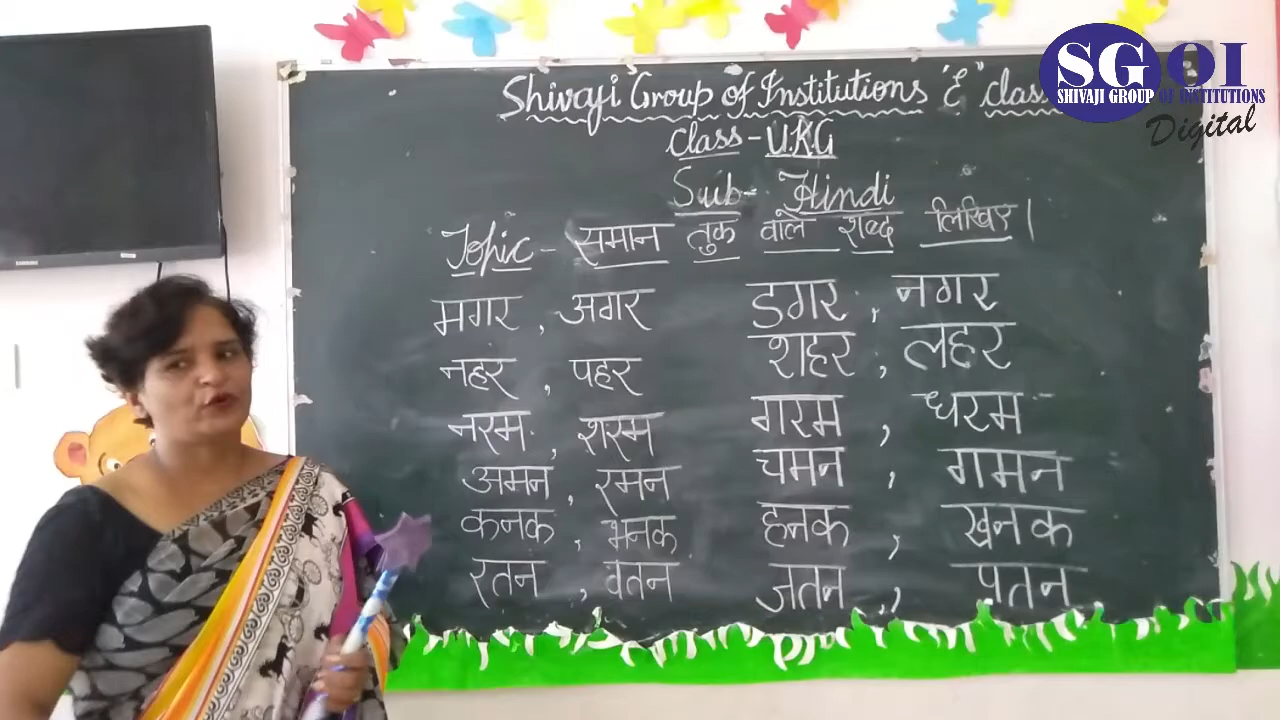 Shivaji Group of Institutions "E" class
Class - U.K.G
Sub - Hindi
Topic - समान तुक वाले शब्द लिखिए।
मगर , अगर डगर , नगर
नहर , पहर शहर , लहर
नरम , शरम गरम , धरम
अमन , रमन चमन , गमन
कनक , भनक हनक , खनक
रतन , वतन जतन , पतन
SGOI
SHIVAJI GROUP OF INSTITUTIONS
Digital
SAMSUNG